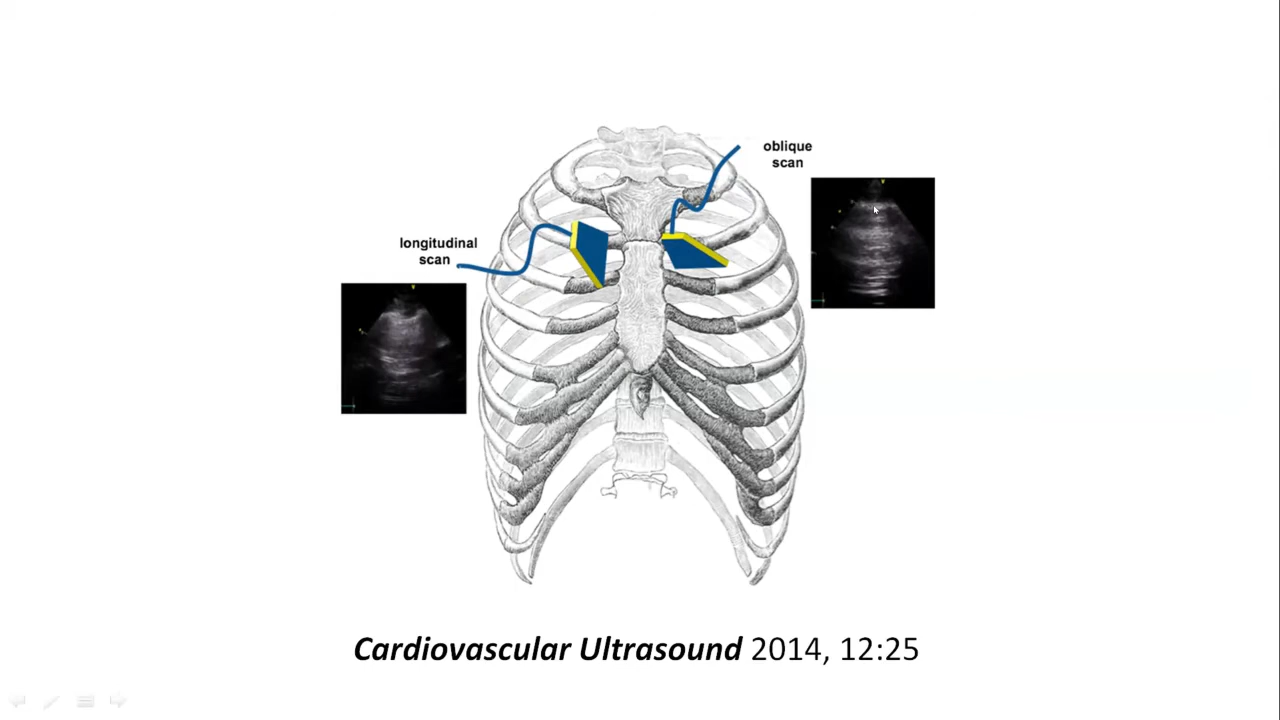 oblique
scan
longitudinal
scan
Cardiovascular Ultrasound 2014, 12:25